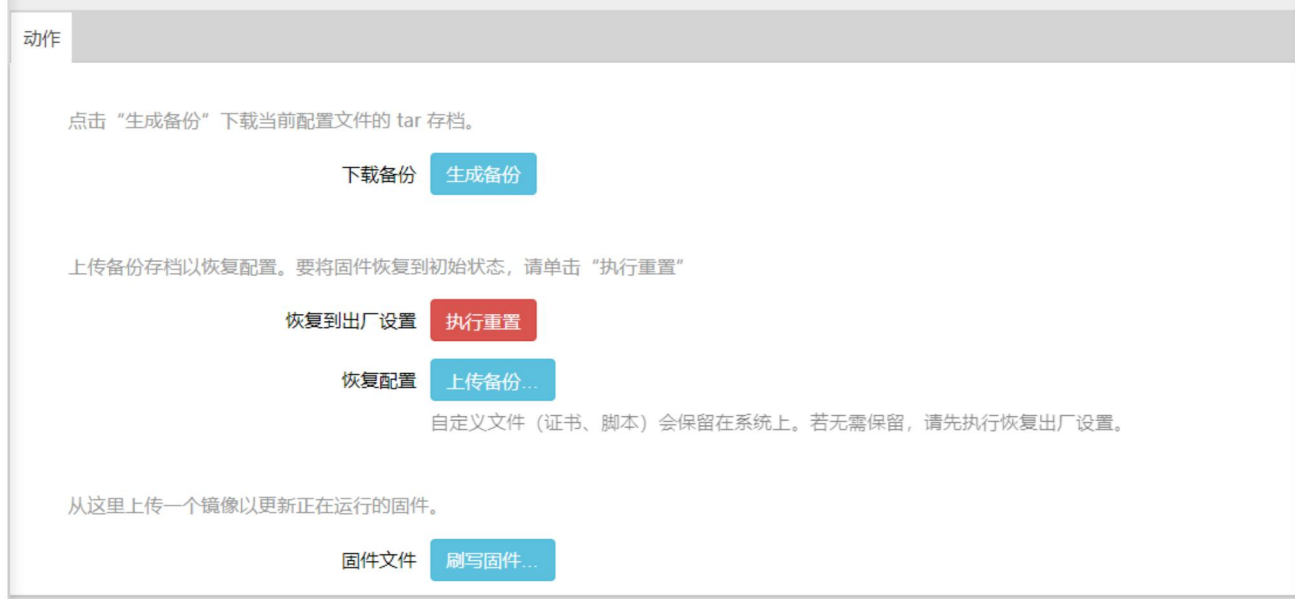 动作
点击“生成备份”下载当前配置文件的 tar 存档。
下载备份 生成备份
上传备份存档以恢复配置。要将固件恢复到初始状态，请单击“执行重置”
恢复到出厂设置 执行重置
恢复配置 上传备份...
自定义文件（证书、脚本）会保留在系统上。若无需保留，请先执行恢复出厂设置。
从这里上传一个镜像以更新正在运行的固件。
固件文件 刷写固件...